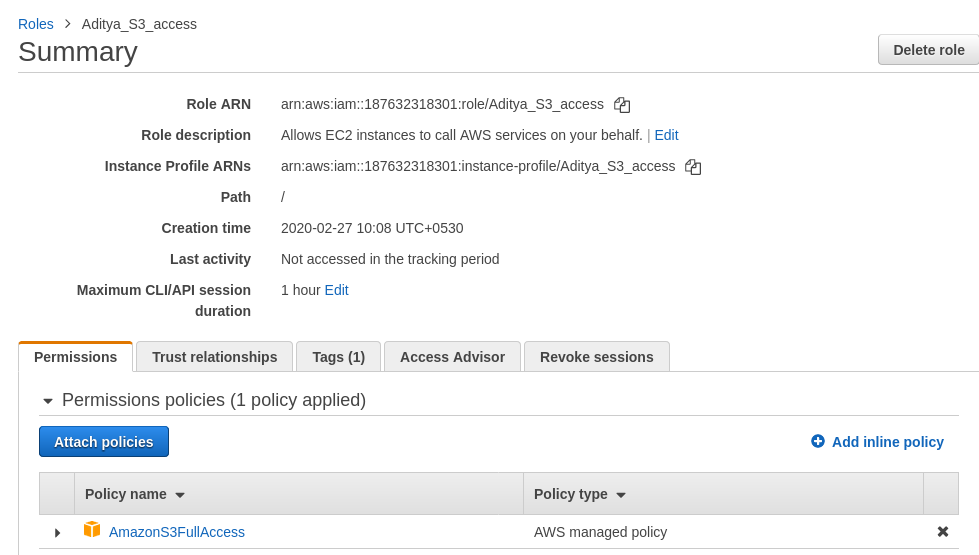 Roles > Aditya_S3_access
Summary
Delete role
Role ARN arn:aws:iam::187632318301:role/Aditya_S3_access
Role description Allows EC2 instances to call AWS services on your behalf. | Edit
Instance Profile ARNs arn:aws:iam::187632318301:instance-profile/Aditya_S3_access
Path /
Creation time 2020-02-27 10:08 UTC+0530
Last activity Not accessed in the tracking period
Maximum CLI/API session duration 1 hour Edit
Permissions Trust relationships Tags (1) Access Advisor Revoke sessions
Permissions policies (1 policy applied)
Attach policies Add inline policy
Policy name Policy type
AmazonS3FullAccess AWS managed policy